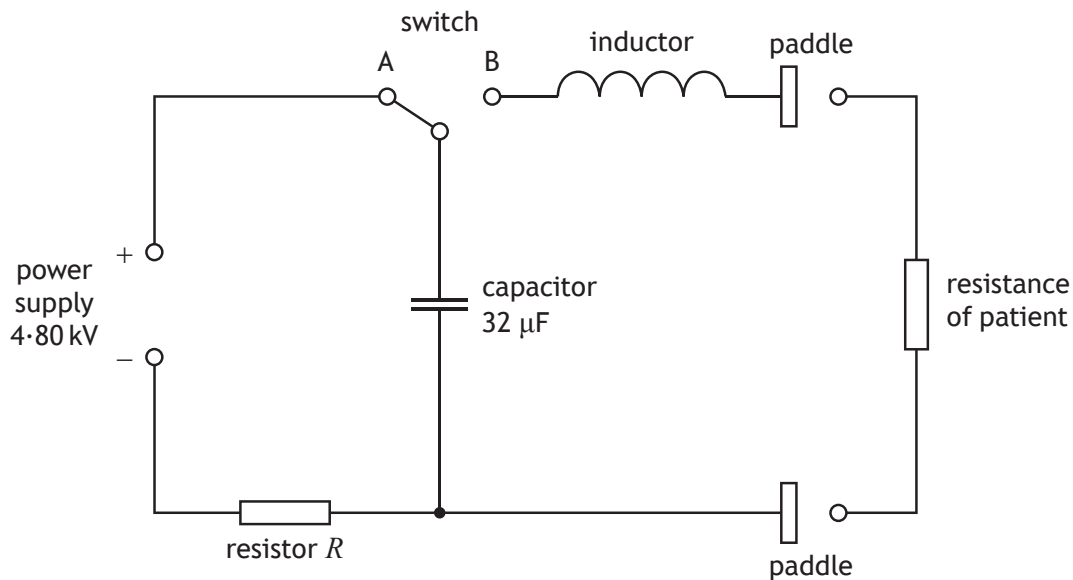 switch
A
B
inductor
paddle
+
power
supply
4·80 kV
−
capacitor
32 μF
resistance
of patient
resistor R
paddle